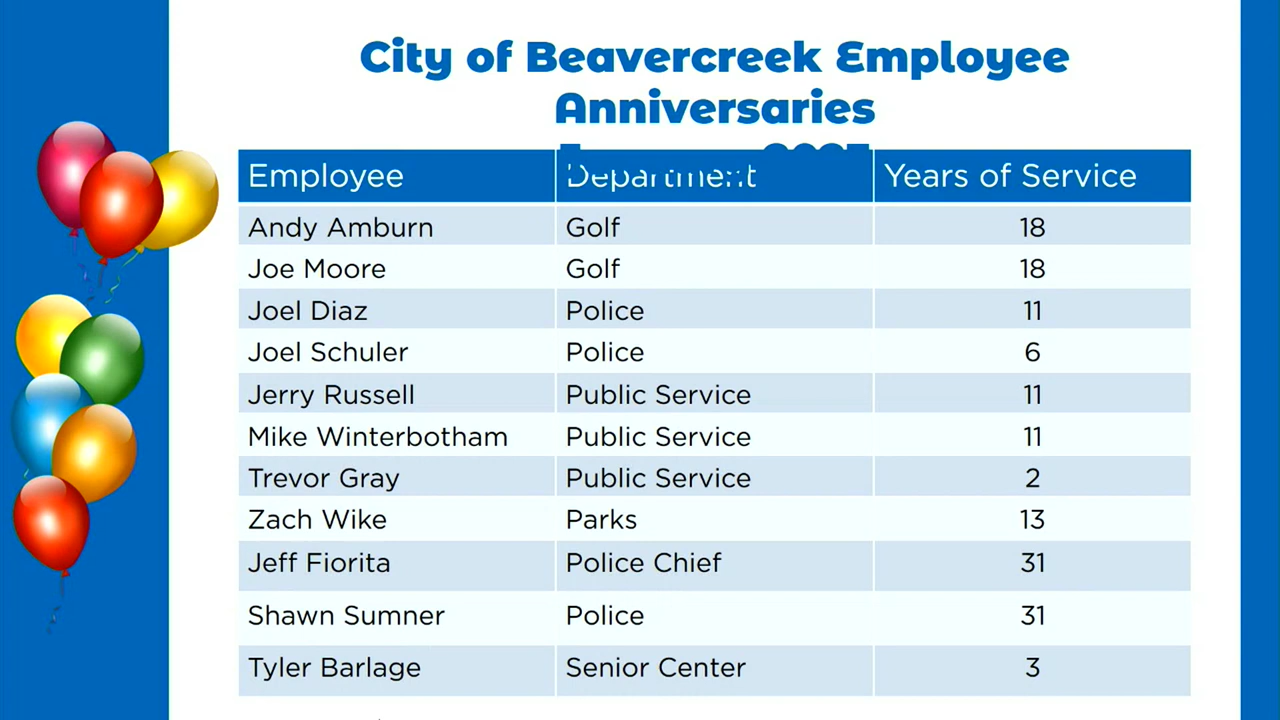 City of Beavercreek Employee
Anniversaries
Employee Department Years of Service
Andy Amburn Golf 18
Joe Moore Golf 18
Joel Diaz Police 11
Joel Schuler Police 6
Jerry Russell Public Service 11
Mike Winterbotham Public Service 11
Trevor Gray Public Service 2
Zach Wike Parks 13
Jeff Fiorita Police Chief 31
Shawn Sumner Police 31
Tyler Barlage Senior Center 3